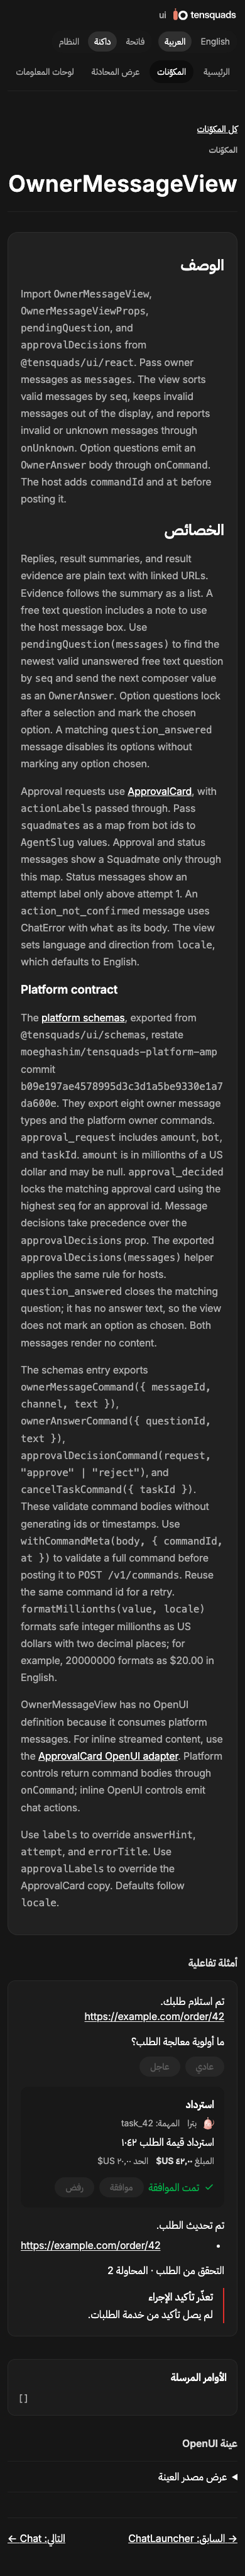 ui tensquads
English العربية فاتحة داكنة النظام
الرئيسية المكوّنات عرض المحادثة لوحات المعلومات
كل المكوّنات
المكوّنات
OwnerMessageView
الوصف
Import OwnerMessageView,
OwnerMessageViewProps,
pendingQuestion, and
approvalDecisions from
@tensquads/ui/react. Pass owner
messages as messages. The view sorts
valid messages by seq, keeps invalid
messages out of the display, and reports
invalid or unknown messages through
onUnknown. Option questions emit an
OwnerAnswer body through onCommand.
The host adds commandId and at before
posting it.
الخصائص
Replies, result summaries, and result
evidence are plain text with linked URLs.
Evidence follows the summary as a list. A
free text question includes a note to use
the host message box. Use
pendingQuestion(messages) to find the
newest valid unanswered free text question
by seq and send the next composer value
as an OwnerAnswer. Option questions lock
after a selection and mark the chosen
option. A matching question_answered
message disables its options without
marking any option chosen.
Approval requests use ApprovalCard, with
actionLabels passed through. Pass
squadmates as a map from bot ids to
AgentSlug values. Approval and status
messages show a Squadmate only through
this map. Status messages show an
attempt label only above attempt 1. An
action_not_confirmed message uses
ChatError with what as its body. The view
sets language and direction from locale,
which defaults to English.
Platform contract
The platform schemas, exported from
@tensquads/ui/schemas, restate
moeghashim/tensquads-platform-amp
commit
b09e197ae4578995d3c3d1a5be9330e1a7
da600e. They export eight owner message
types and the platform owner commands.
approval_request includes amount, bot,
and taskId. amount is in millionths of a US
dollar and may be null. approval_decided
locks the matching approval card using the
highest seq for an approval id. Message
decisions take precedence over the
approvalDecisions prop. The exported
approvalDecisions(messages) helper
applies the same rule for hosts.
question_answered closes the matching
question; it has no answer text, so the view
does not mark an option as chosen. Both
messages render no content.
The schemas entry exports
ownerMessageCommand({ messageId,
channel, text }),
ownerAnswerCommand({ questionId,
text }),
approvalDecisionCommand(request,
"approve" | "reject"), and
cancelTaskCommand({ taskId }).
These validate command bodies without
generating ids or timestamps. Use
withCommandMeta(body, { commandId,
at }) to validate a full command before
posting it to POST /v1/commands. Reuse
the same command id for a retry.
formatMillionths(value, locale)
formats safe integer millionths as US
dollars with two decimal places; for
example, 20000000 formats as $20.00 in
English.
OwnerMessageView has no OpenUI
definition because it consumes platform
messages. For inline streamed content, use
the ApprovalCard OpenUI adapter. Platform
controls return command bodies through
onCommand; inline OpenUI controls emit
chat actions.
Use labels to override answerHint,
attempt, and errorTitle. Use
approvalLabels to override the
ApprovalCard copy. Defaults follow
locale.
أمثلة تفاعلية
تم استلام طلبك.
https://example.com/order/42
ما أولوية معالجة الطلب؟
عادي عاجل
استرداد
بترا المهمة: task_42
استرداد قيمة الطلب ١٠٤٢
المبلغ ٤٢٫٠٠ US$ الحد ٢٠٫٠٠ US$
تمت الموافقة موافقة رفض
تم تحديث الطلب.
• https://example.com/order/42
التحقق من الطلب · المحاولة 2
تعذّر تأكيد الإجراء
لم يصل تأكيد من خدمة الطلبات.
الأوامر المرسلة
[]
عينة OpenUI
◀ عرض مصدر العينة
→ السابق: ChatLauncher
التالي: Chat ←